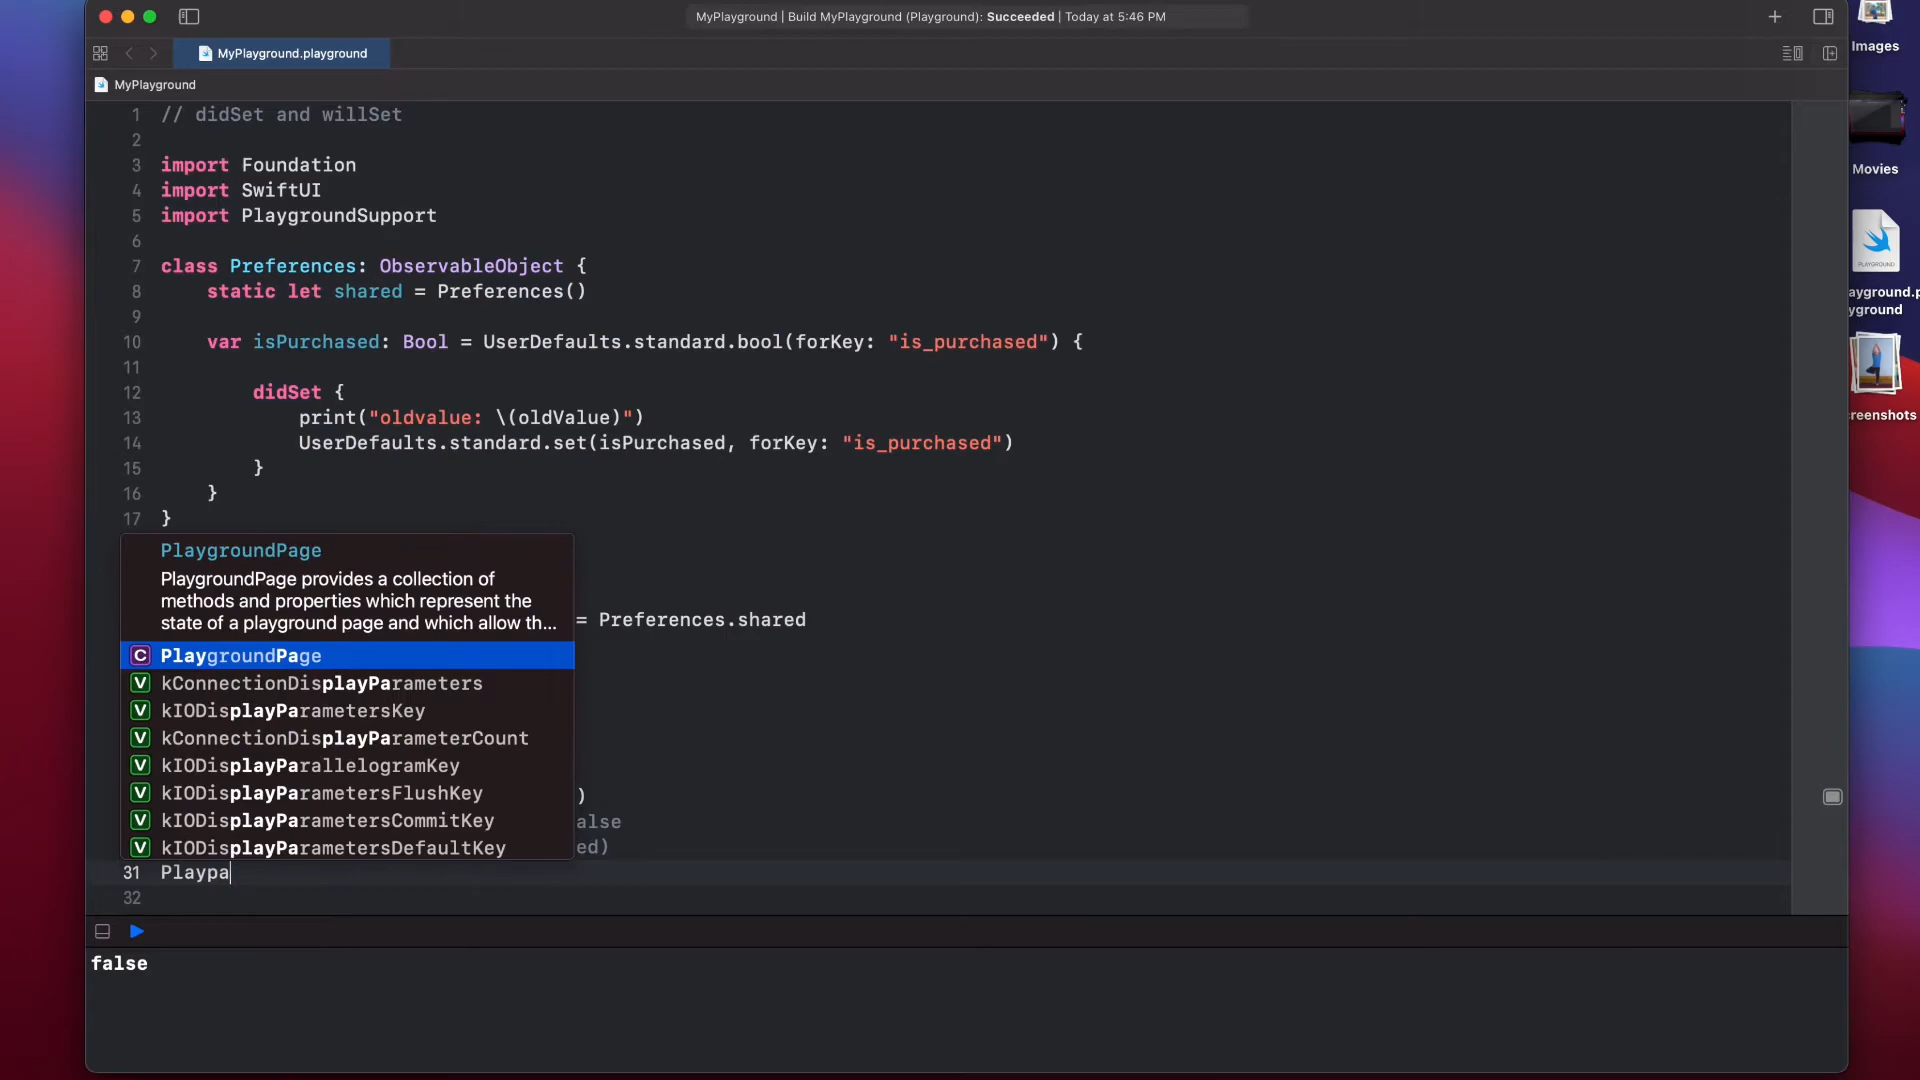 MyPlayground | Build MyPlayground (Playground): Succeeded | Today at 5:46 PM
Images
MyPlayground.playground
MyPlayground
1 // didSet and willSet
2
3 import Foundation
4 import SwiftUI
5 import PlaygroundSupport
6
7 class Preferences: ObservableObject {
8 static let shared = Preferences()
9
10 var isPurchased: Bool = UserDefaults.standard.bool(forKey: "is_purchased") {
11
12 didSet {
13 print("oldvalue: \(oldValue)")
14 UserDefaults.standard.set(isPurchased, forKey: "is_purchased")
15 }
16 }
17 }
Movies
PLAYGROUND
ayground.p
yground
reenshots
PlaygroundPage
PlaygroundPage provides a collection of
methods and properties which represent the
state of a playground page and which allow th...
= Preferences.shared
C PlaygroundPage
V kConnectionDisplayParameters
V kIODisplayParametersKey
V kConnectionDisplayParameterCount
V kIODisplayParallelogramKey
V kIODisplayParametersFlushKey
)
V kIODisplayParametersCommitKey
alse
V kIODisplayParametersDefaultKey
ed)
31 Playpa
32
false